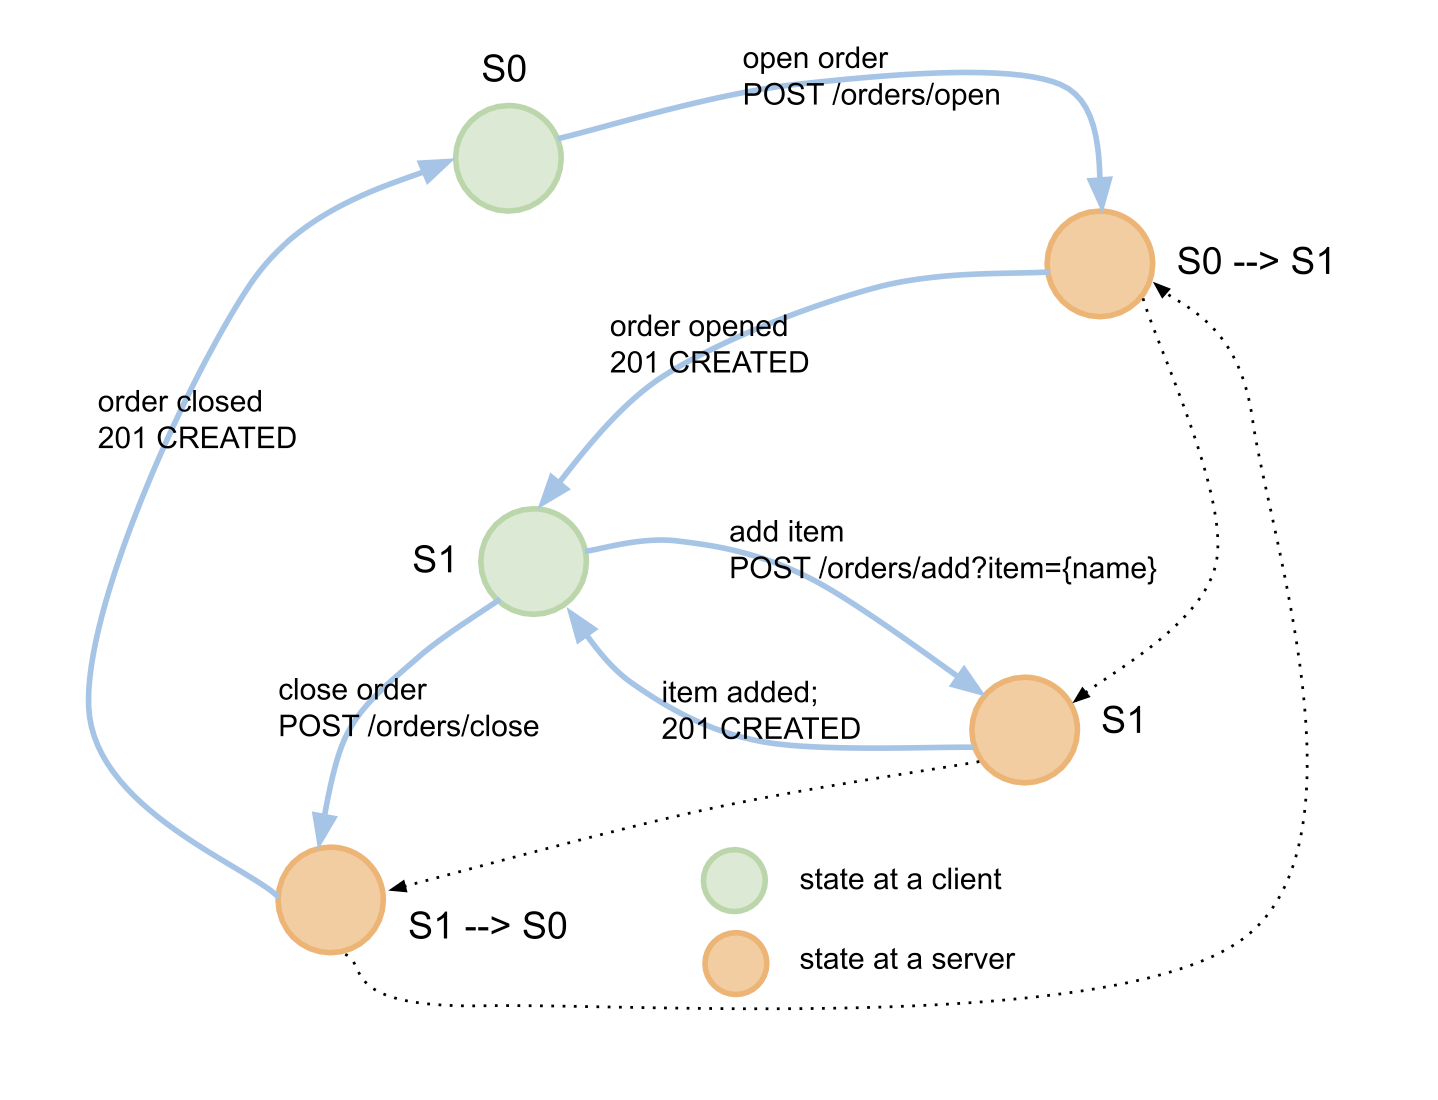 S0
open order
POST /orders/open
S0 --> S1
order opened
201 CREATED
order closed
201 CREATED
S1
add item
POST /orders/add?item={name}
close order
POST /orders/close
item added;
201 CREATED
S1
S1 --> S0
state at a client
state at a server